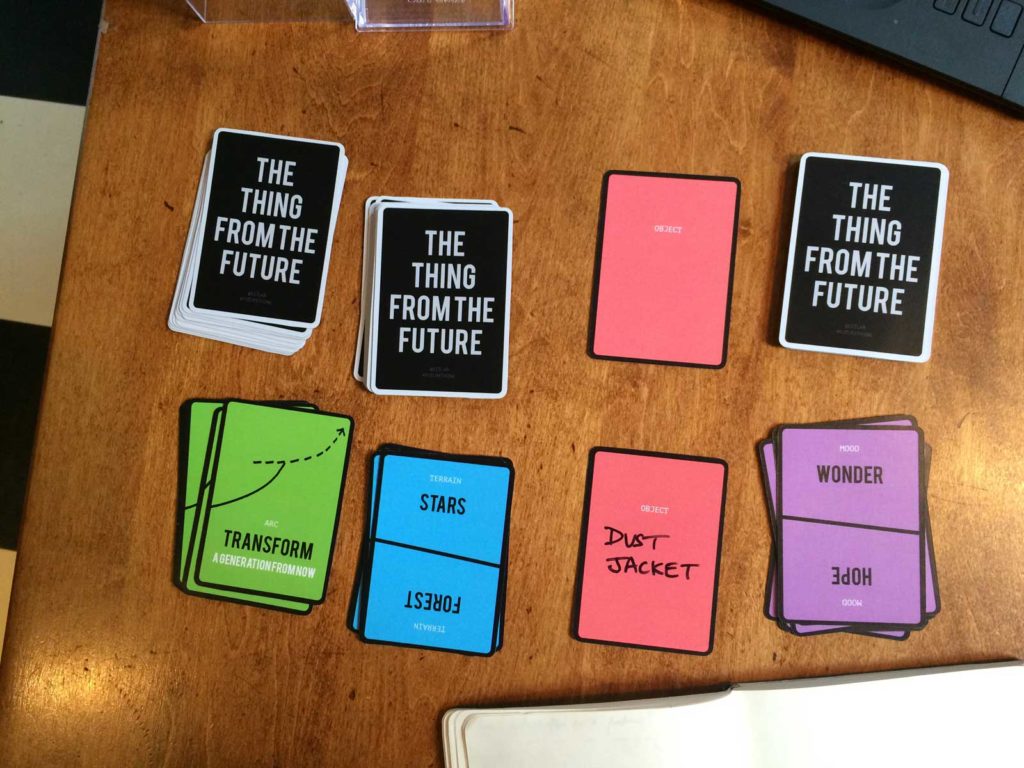 THE
THING
FROM THE
FUTURE
THE
THING
FROM THE
FUTURE
OBJECT
THE
THING
FROM THE
FUTURE
ARC
TRANSFORM
A GENERATION FROM NOW
TERRAIN
STARS
FOREST
TERRAIN
OBJECT
DUST
JACKET
MOOD
WONDER
HOPE
MOOD